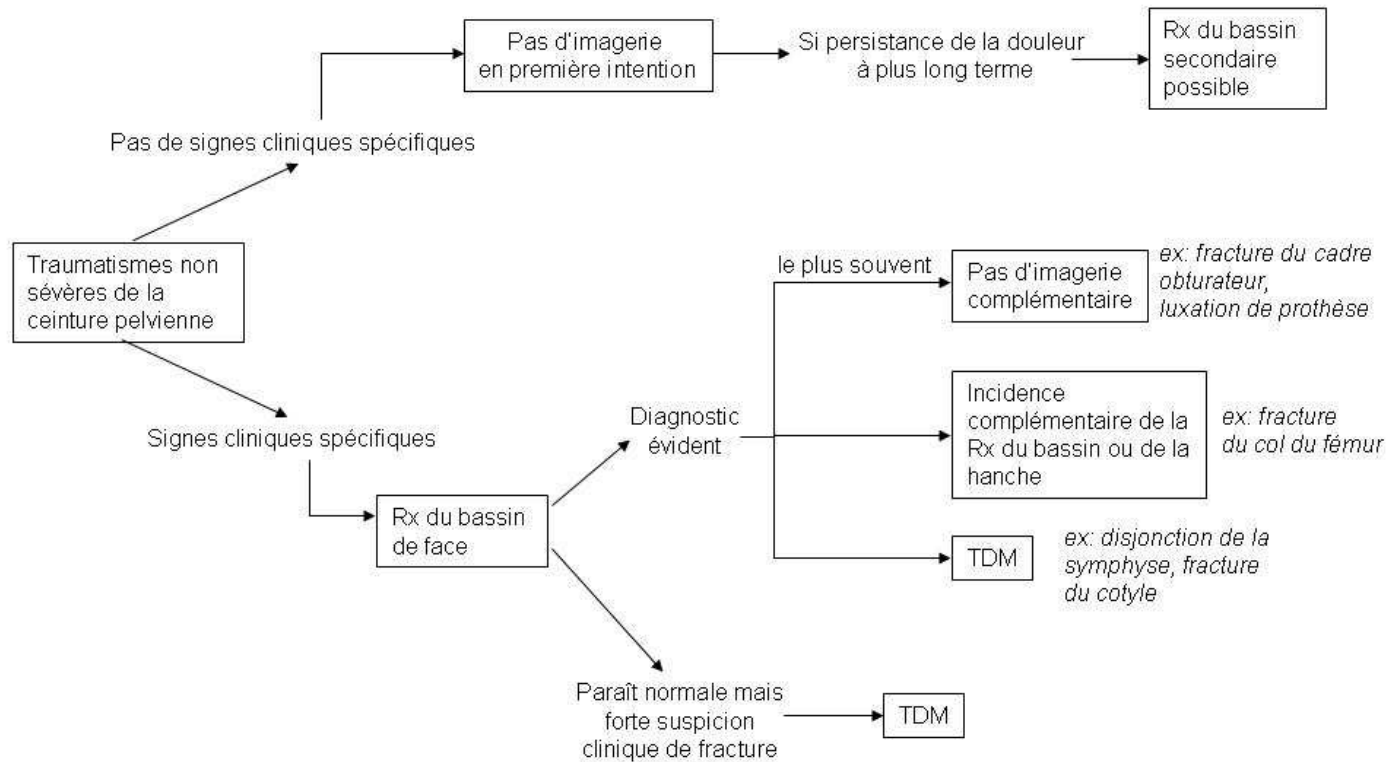 Pas d'imagerie
en première intention
Si persistance de la douleur
à plus long terme
Rx du bassin
secondaire
possible
Pas de signes cliniques spécifiques
Traumatismes non
sévères de la
ceinture pelvienne
Signes cliniques spécifiques
Rx du bassin
de face
Diagnostic
évident
le plus souvent
Pas d'imagerie
complémentaire
ex: fracture du cadre
obturateur,
luxation de prothèse
Incidence
complémentaire de la
Rx du bassin ou de la
hanche
ex: fracture
du col du fémur
TDM
ex: disjonction de la
symphyse, fracture
du cotyle
Paraît normale mais
forte suspicion
clinique de fracture
TDM